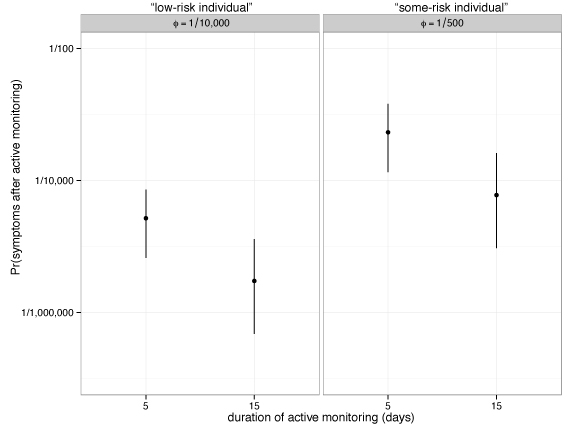 “low-risk individual”
“some-risk individual”
ϕ = 1/10,000
ϕ = 1/500
Pr(symptoms after active monitoring)
1/100
1/10,000
1/1,000,000
5
15
5
15
duration of active monitoring (days)